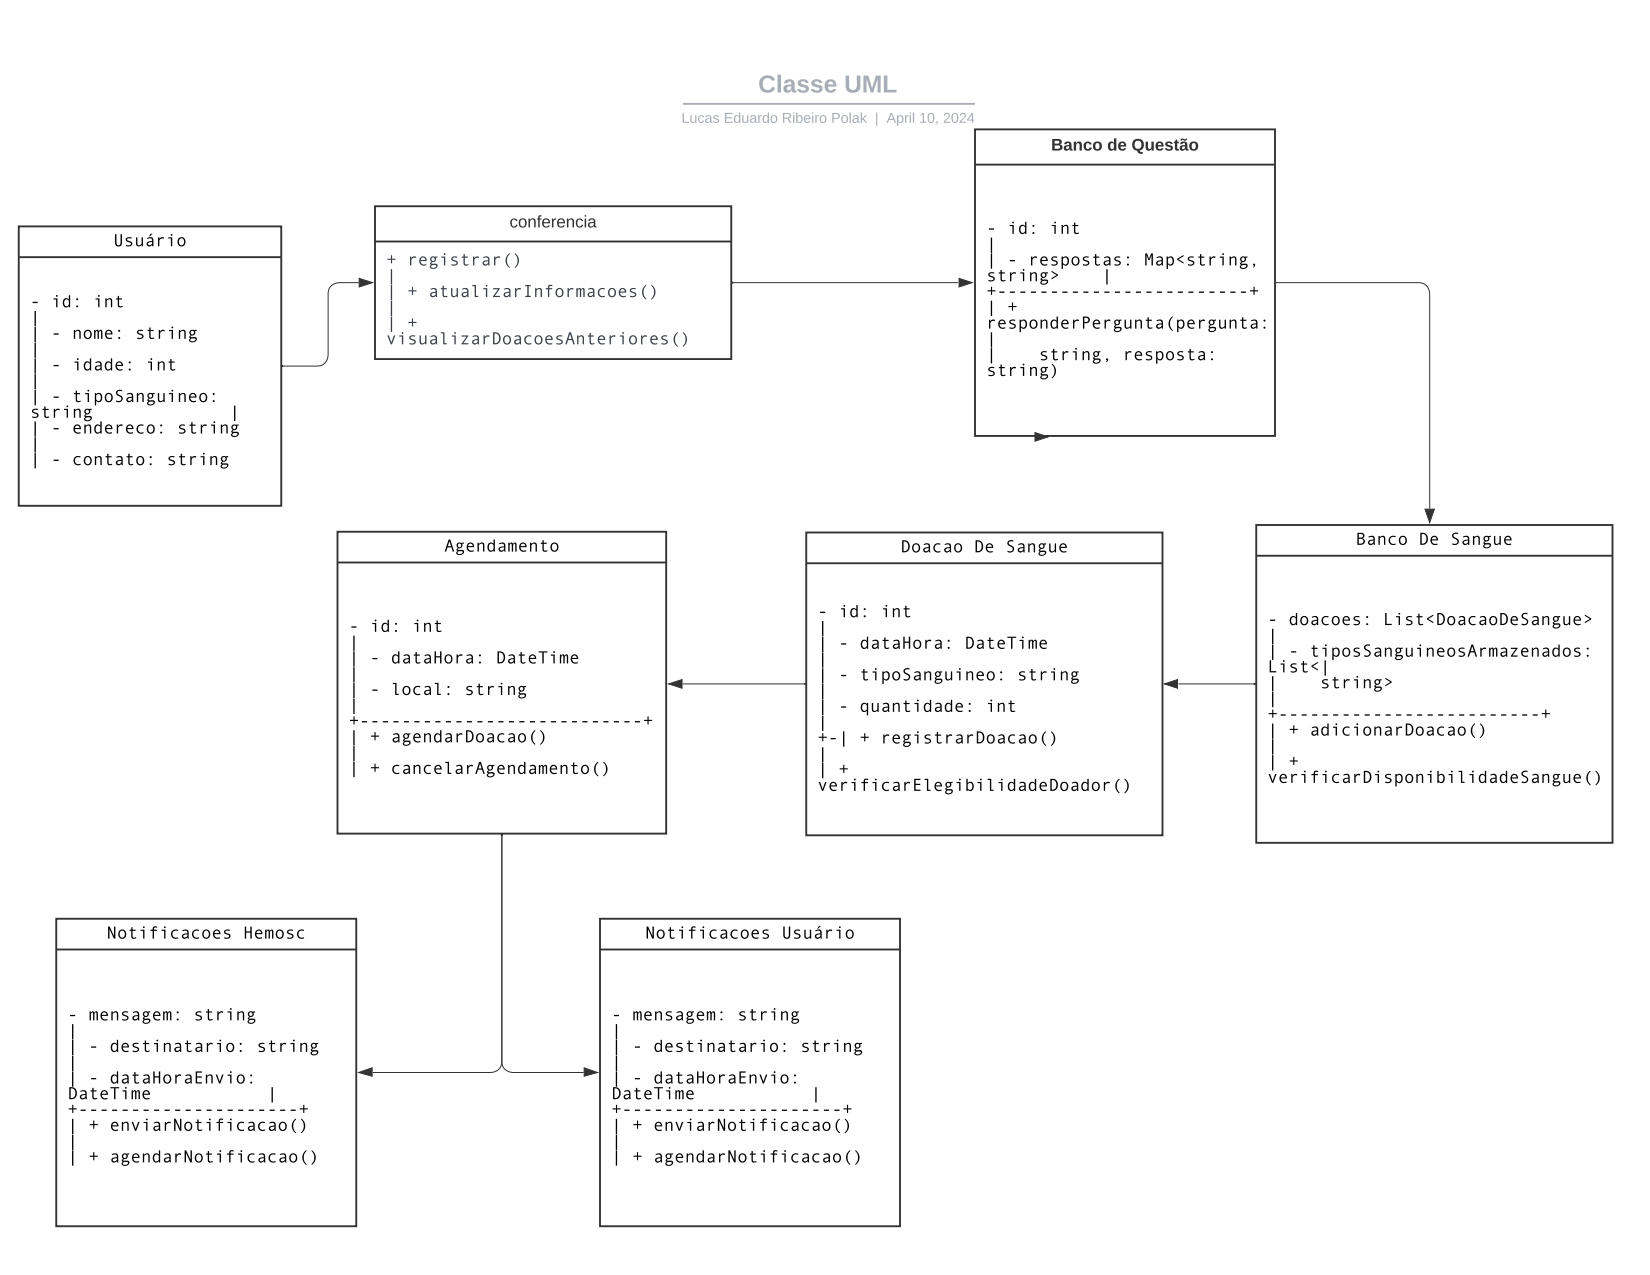 Classe UML
Lucas Eduardo Ribeiro Polak | April 10, 2024
Banco de Questão
- id: int
|
| - respostas: Map<string,
string> |
+------------------------+
| +
responderPergunta(pergunta:
|
| string, resposta:
string)
conferencia
+ registrar()
|
| + atualizarInformacoes()
|
| +
visualizarDoacoesAnteriores()
Usuário
- id: int
|
| - nome: string
|
| - idade: int
|
| - tipoSanguineo:
string |
| - endereco: string
|
| - contato: string
Agendamento
- id: int
|
| - dataHora: DateTime
|
| - local: string
|
+---------------------------+
| + agendarDoacao()
|
| + cancelarAgendamento()
Doacao De Sangue
- id: int
|
| - dataHora: DateTime
|
| - tipoSanguineo: string
|
| - quantidade: int
|
+-| + registrarDoacao()
|
| +
verificarElegibilidadeDoador()
Banco De Sangue
- doacoes: List<DoacaoDeSangue>
|
| - tiposSanguineosArmazenados:
List<|
| string>
|
+-------------------------+
| + adicionarDoacao()
|
| +
verificarDisponibilidadeSangue()
Notificacoes Hemosc
- mensagem: string
|
| - destinatario: string
|
| - dataHoraEnvio:
DateTime |
+---------------------+
| + enviarNotificacao()
|
| + agendarNotificacao()
Notificacoes Usuário
- mensagem: string
|
| - destinatario: string
|
| - dataHoraEnvio:
DateTime |
+---------------------+
| + enviarNotificacao()
|
| + agendarNotificacao()